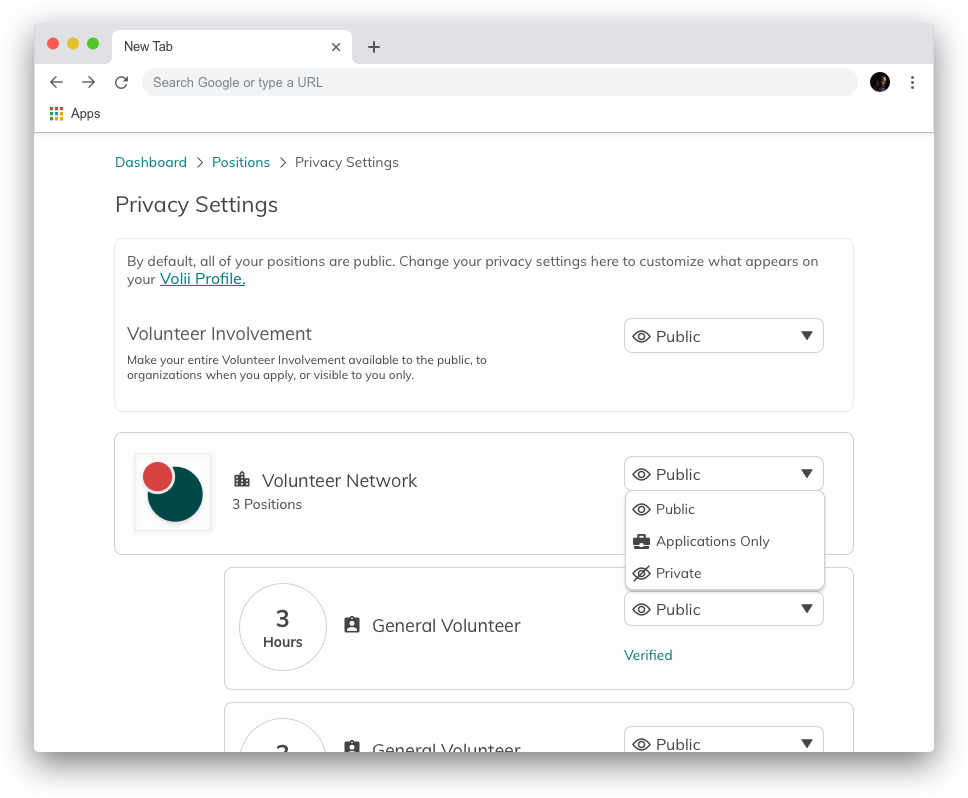 New Tab
Search Google or type a URL
Apps
Dashboard > Positions > Privacy Settings
Privacy Settings
By default, all of your positions are public. Change your privacy settings here to customize what appears on
your Volii Profile.
Volunteer Involvement
Public
Make your entire Volunteer Involvement available to the public, to
organizations when you apply, or visible to you only.
Volunteer Network
3 Positions
Public
Public
Applications Only
Private
3
Hours
General Volunteer
Public
Verified
General Volunteer
Public